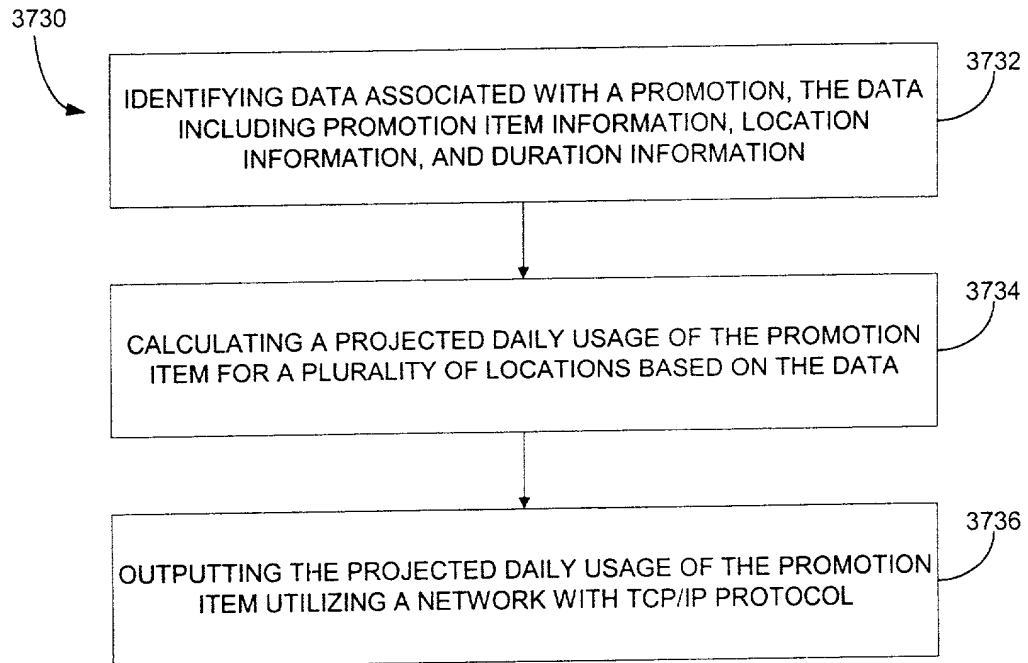 3730
3732
IDENTIFYING DATA ASSOCIATED WITH A PROMOTION, THE DATA
INCLUDING PROMOTION ITEM INFORMATION, LOCATION
INFORMATION, AND DURATION INFORMATION
3734
CALCULATING A PROJECTED DAILY USAGE OF THE PROMOTION
ITEM FOR A PLURALITY OF LOCATIONS BASED ON THE DATA
3736
OUTPUTTING THE PROJECTED DAILY USAGE OF THE PROMOTION
ITEM UTILIZING A NETWORK WITH TCP/IP PROTOCOL